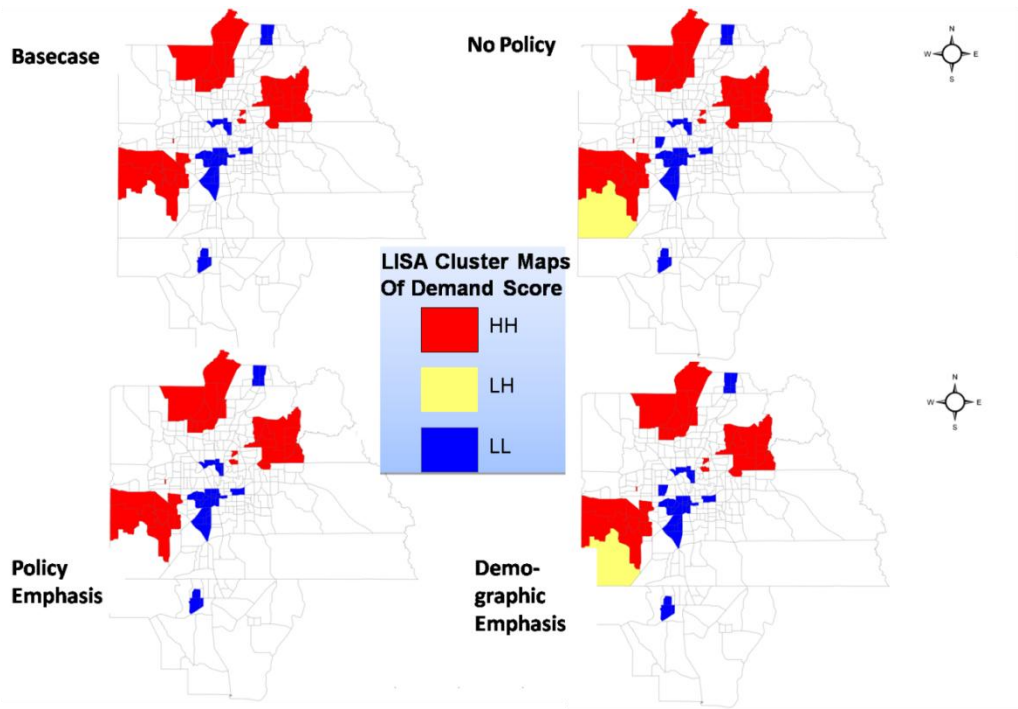 Basecase
No Policy
N
W E
S
LISA Cluster Maps
Of Demand Score
HH
LH
LL
N
W E
S
Policy
Emphasis
Demo-
graphic
Emphasis